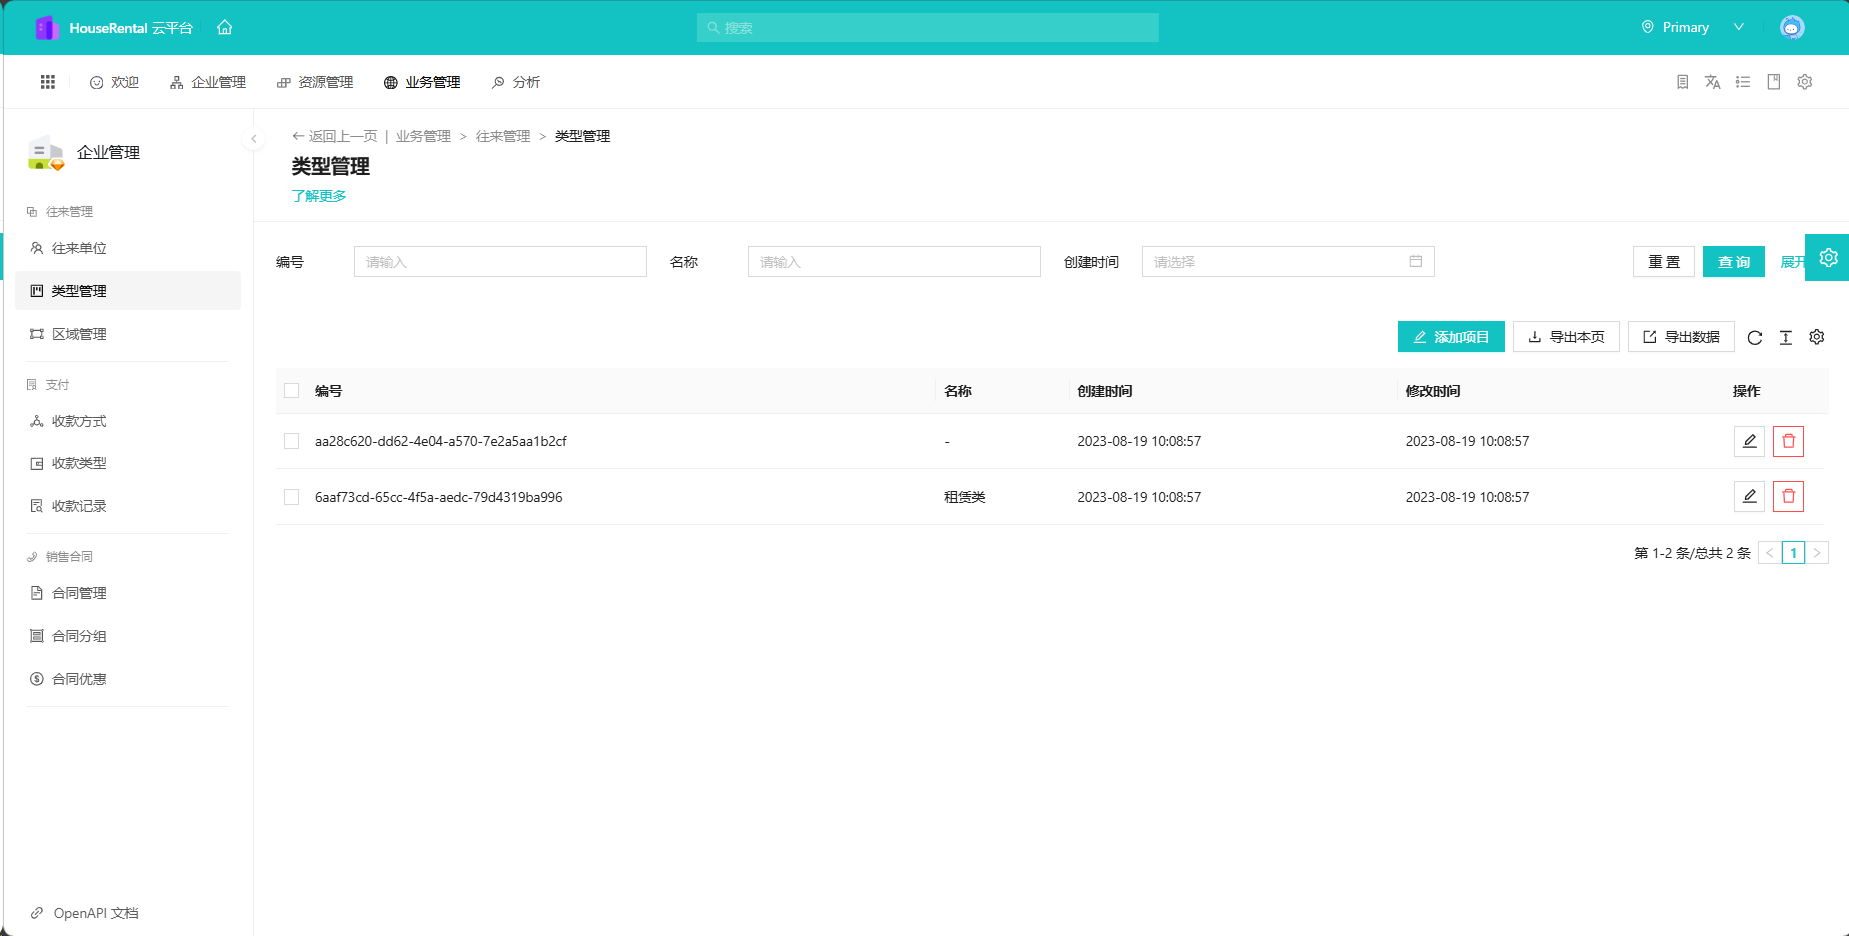 HouseRental 云平台
搜索
Primary
欢迎
企业管理
资源管理
业务管理
分析
企业管理
往来管理
往来单位
类型管理
区域管理
支付
收款方式
收款类型
收款记录
销售合同
合同管理
合同分组
合同优惠
OpenAPI 文档
返回上一页 | 业务管理 > 往来管理 > 类型管理
类型管理
了解更多
编号 请输入 名称 请输入 创建时间 请选择 重 置 查 询 展开
添加项目 导出本页 导出数据
编号 名称 创建时间 修改时间 操作
aa28c620-dd62-4e04-a570-7e2a5aa1b2cf - 2023-08-19 10:08:57 2023-08-19 10:08:57
6aaf73cd-65cc-4f5a-aedc-79d4319ba996 租赁类 2023-08-19 10:08:57 2023-08-19 10:08:57
第 1-2 条/总共 2 条 < 1 >